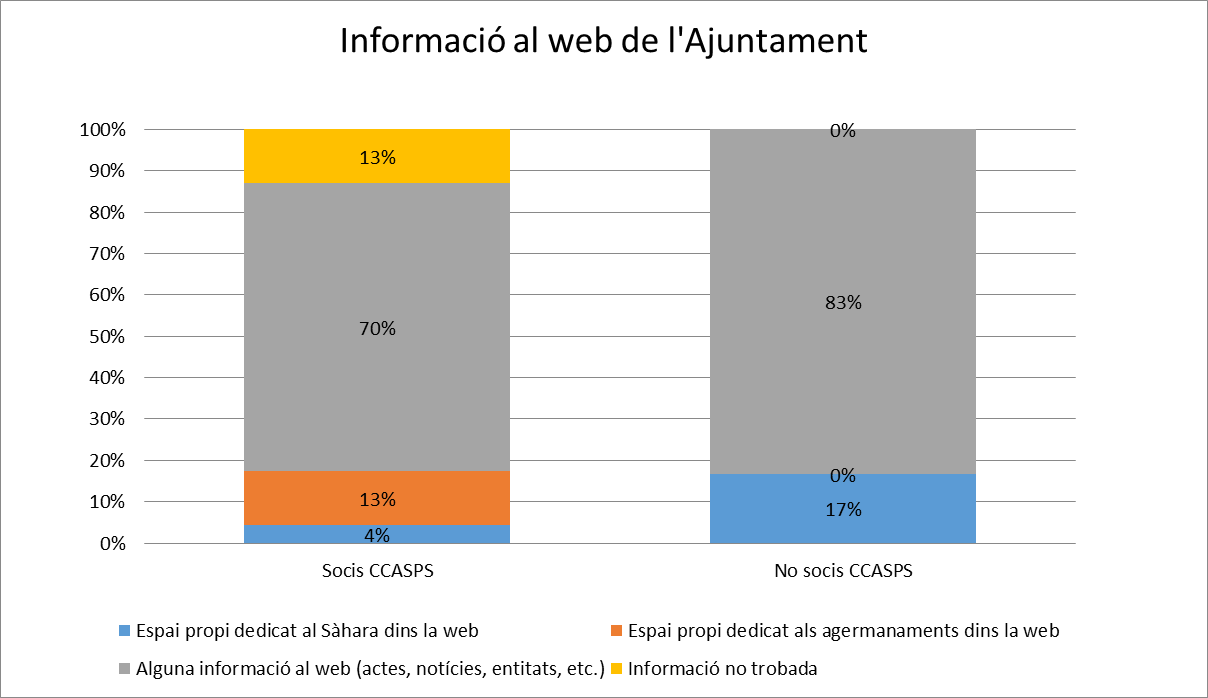 Informació al web de l'Ajuntament
100%
90%
80%
70%
60%
50%
40%
30%
20%
10%
0%
13%
70%
13%
4%
0%
83%
0%
17%
Socis CCASPS
No socis CCASPS
Espai propi dedicat al Sàhara dins la web
Espai propi dedicat als agermanaments dins la web
Alguna informació al web (actes, notícies, entitats, etc.)
Informació no trobada